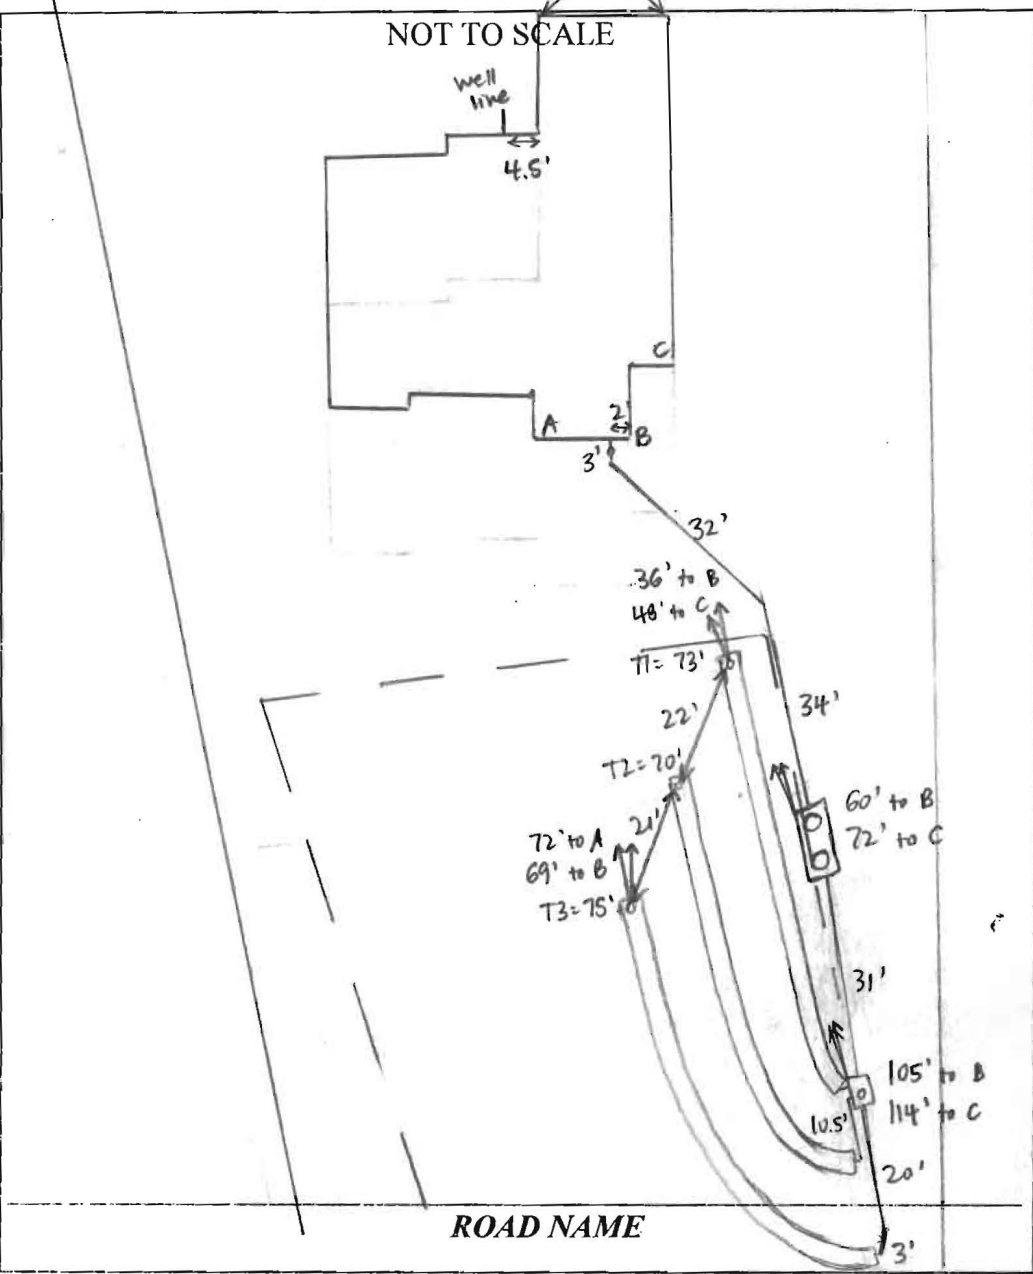 NOT TO SCALE
well
line
4.5'
C
2'
A
B
3'
32'
36' to B
48' to C
T1= 73'
34'
22'
T2=70'
60' to B
72' to C
21'
72' to A
69' to B
T3=75'
31'
105' to B
114' to C
10.5'
20'
ROAD NAME
3'